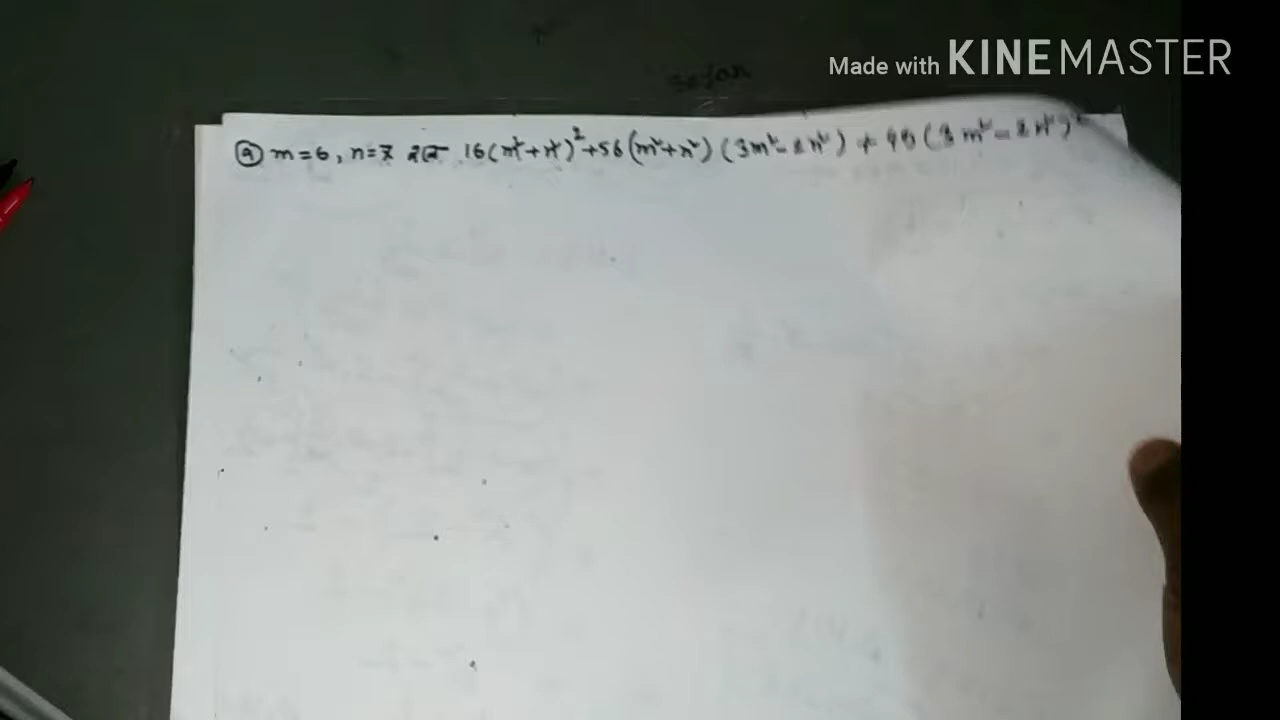 Made with KINEMASTER
⓽ m=6, n=7 হলে 16(m²+n²)²+56(m²+n²)(3m²-2n²)+49(3m²-2n²)²